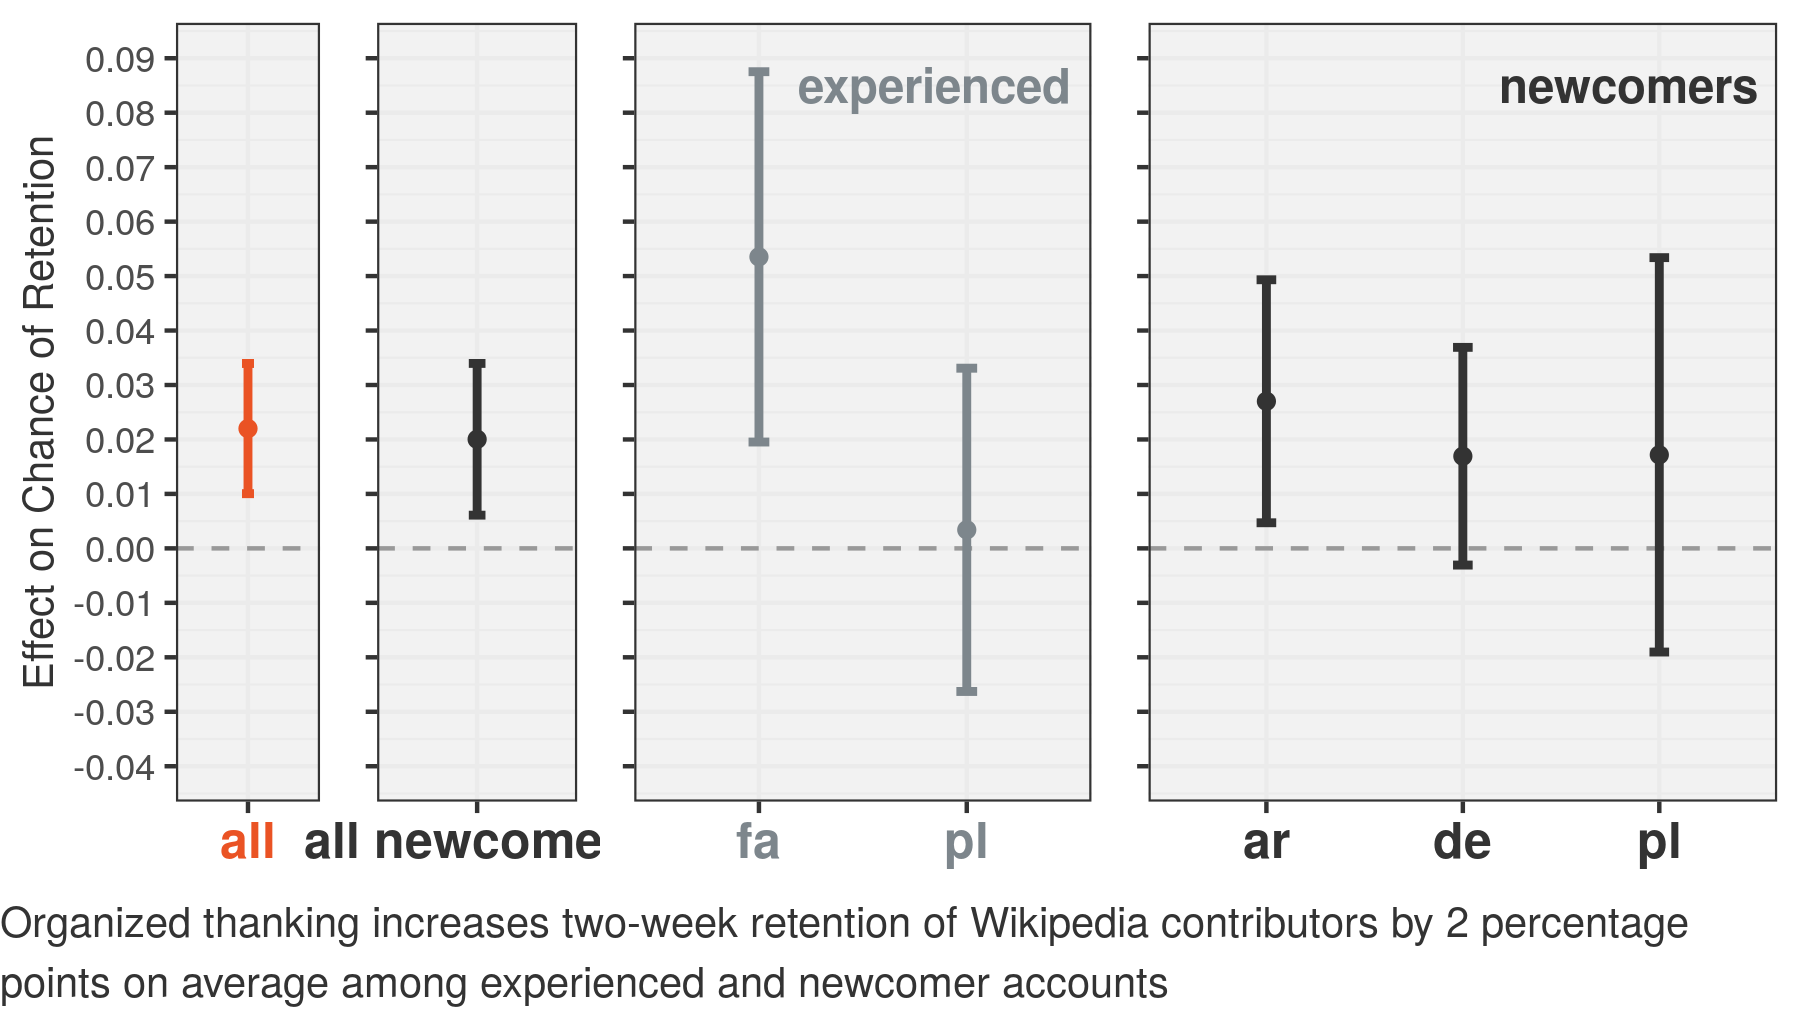 Effect on Chance of Retention
0.09
0.08
0.07
0.06
0.05
0.04
0.03
0.02
0.01
0.00
-0.01
-0.02
-0.03
-0.04
experienced
newcomers
all
all newcome
fa
pl
ar
de
pl
Organized thanking increases two-week retention of Wikipedia contributors by 2 percentage
points on average among experienced and newcomer accounts